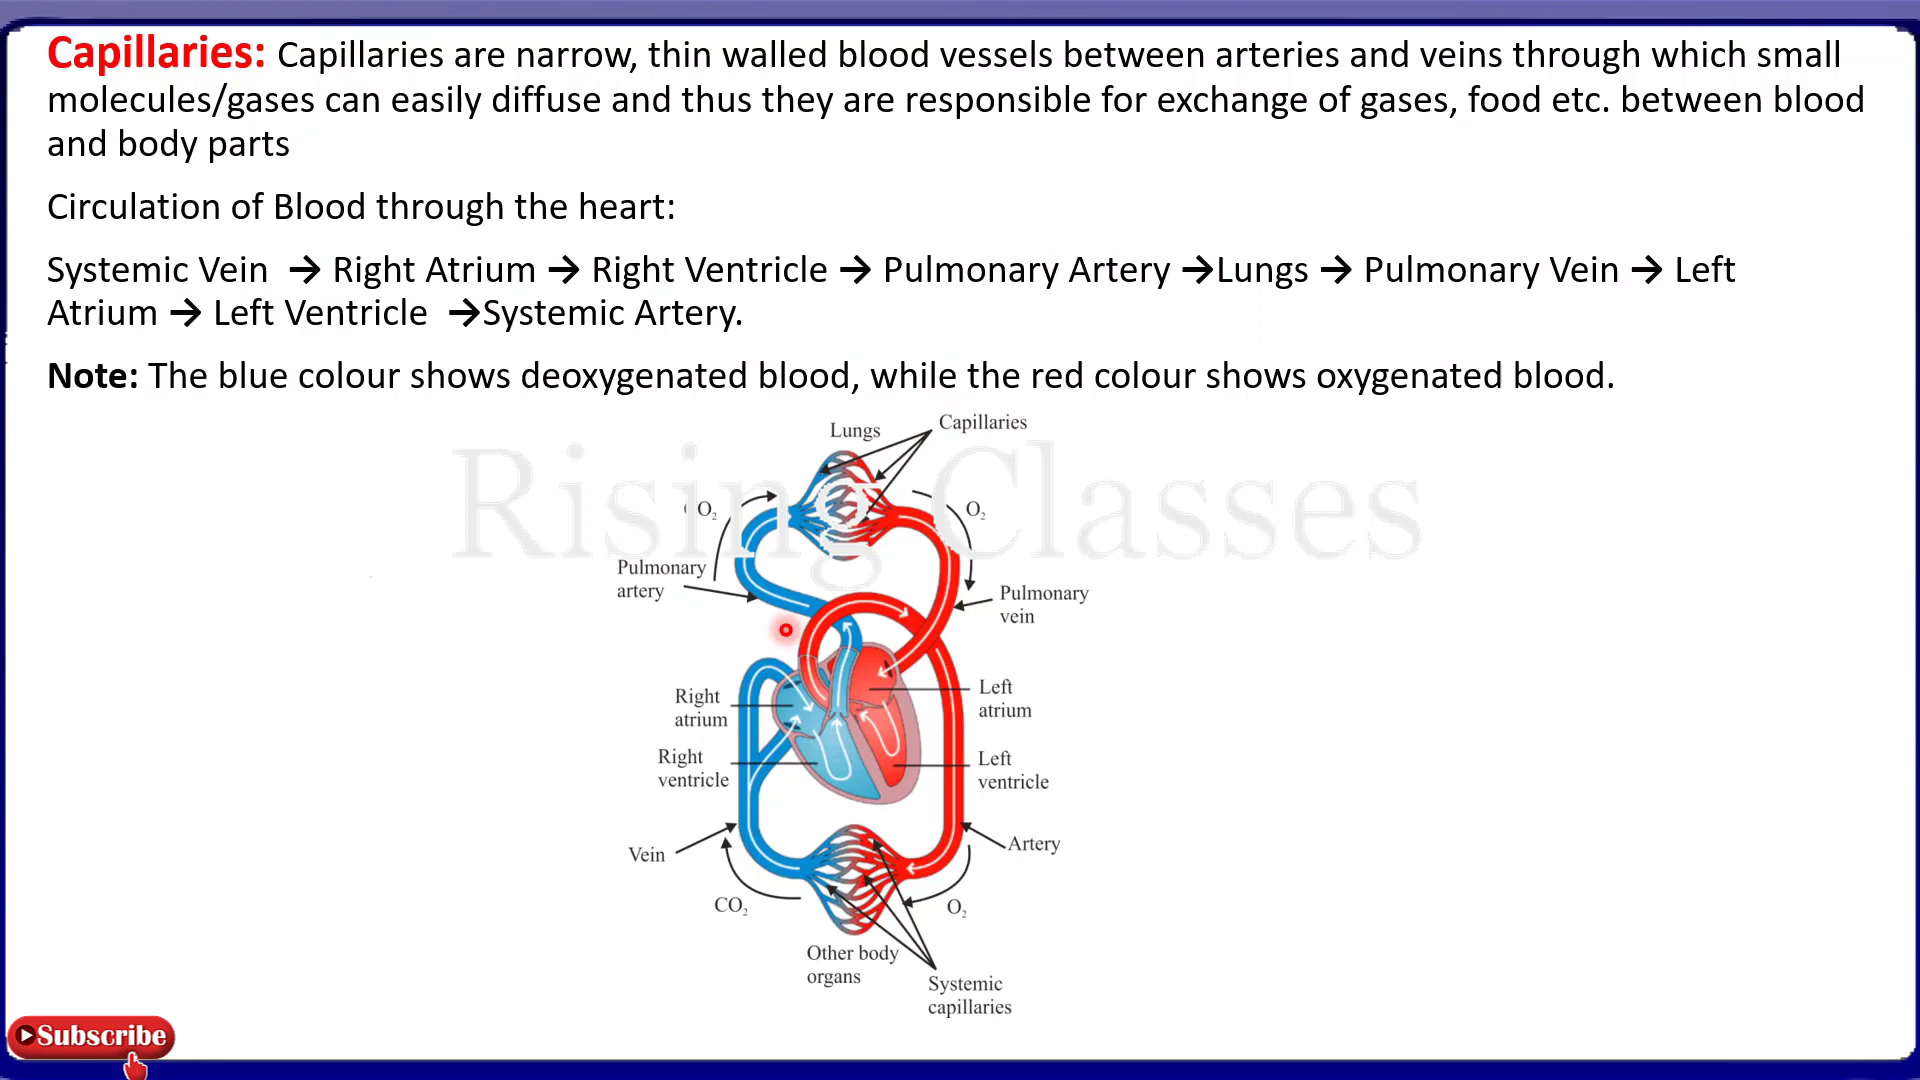 Capillaries: Capillaries are narrow, thin walled blood vessels between arteries and veins through which small
molecules/gases can easily diffuse and thus they are responsible for exchange of gases, food etc. between blood
and body parts
Circulation of Blood through the heart:
Systemic Vein → Right Atrium → Right Ventricle → Pulmonary Artery →Lungs → Pulmonary Vein → Left
Atrium → Left Ventricle →Systemic Artery.
Note: The blue colour shows deoxygenated blood, while the red colour shows oxygenated blood.
Lungs
Capillaries
Rising Classes
CO₂
O₂
Pulmonary
artery
Pulmonary
vein
Right
atrium
Left
atrium
Right
ventricle
Left
ventricle
Vein
Artery
CO₂
O₂
Other body
organs
Systemic
capillaries
Subscribe